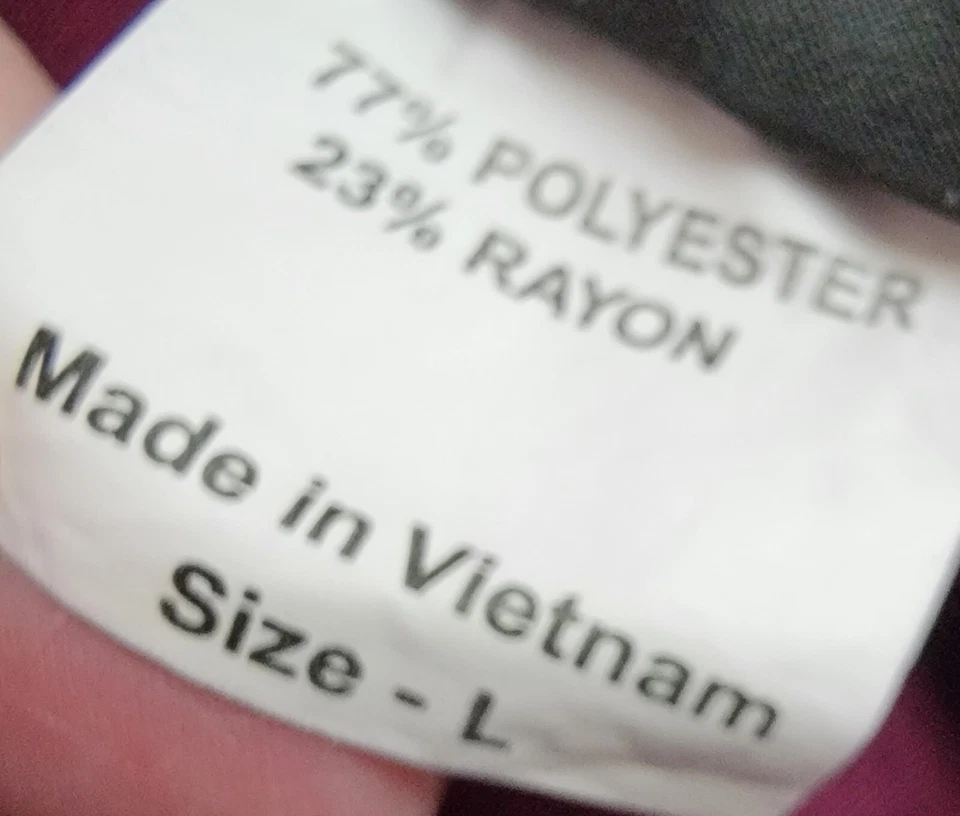 77% POLYESTER
23% RAYON
Made in Vietnam
Size - L